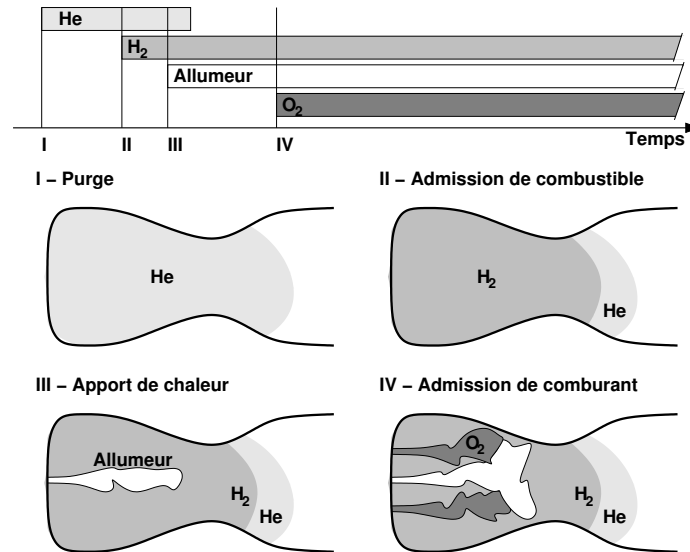 He
H2
Allumeur
O2
Temps
I II III IV
I – Purge
II – Admission de combustible
He
H2
He
III – Apport de chaleur
IV – Admission de comburant
Allumeur
H2
He
O2
H2
He